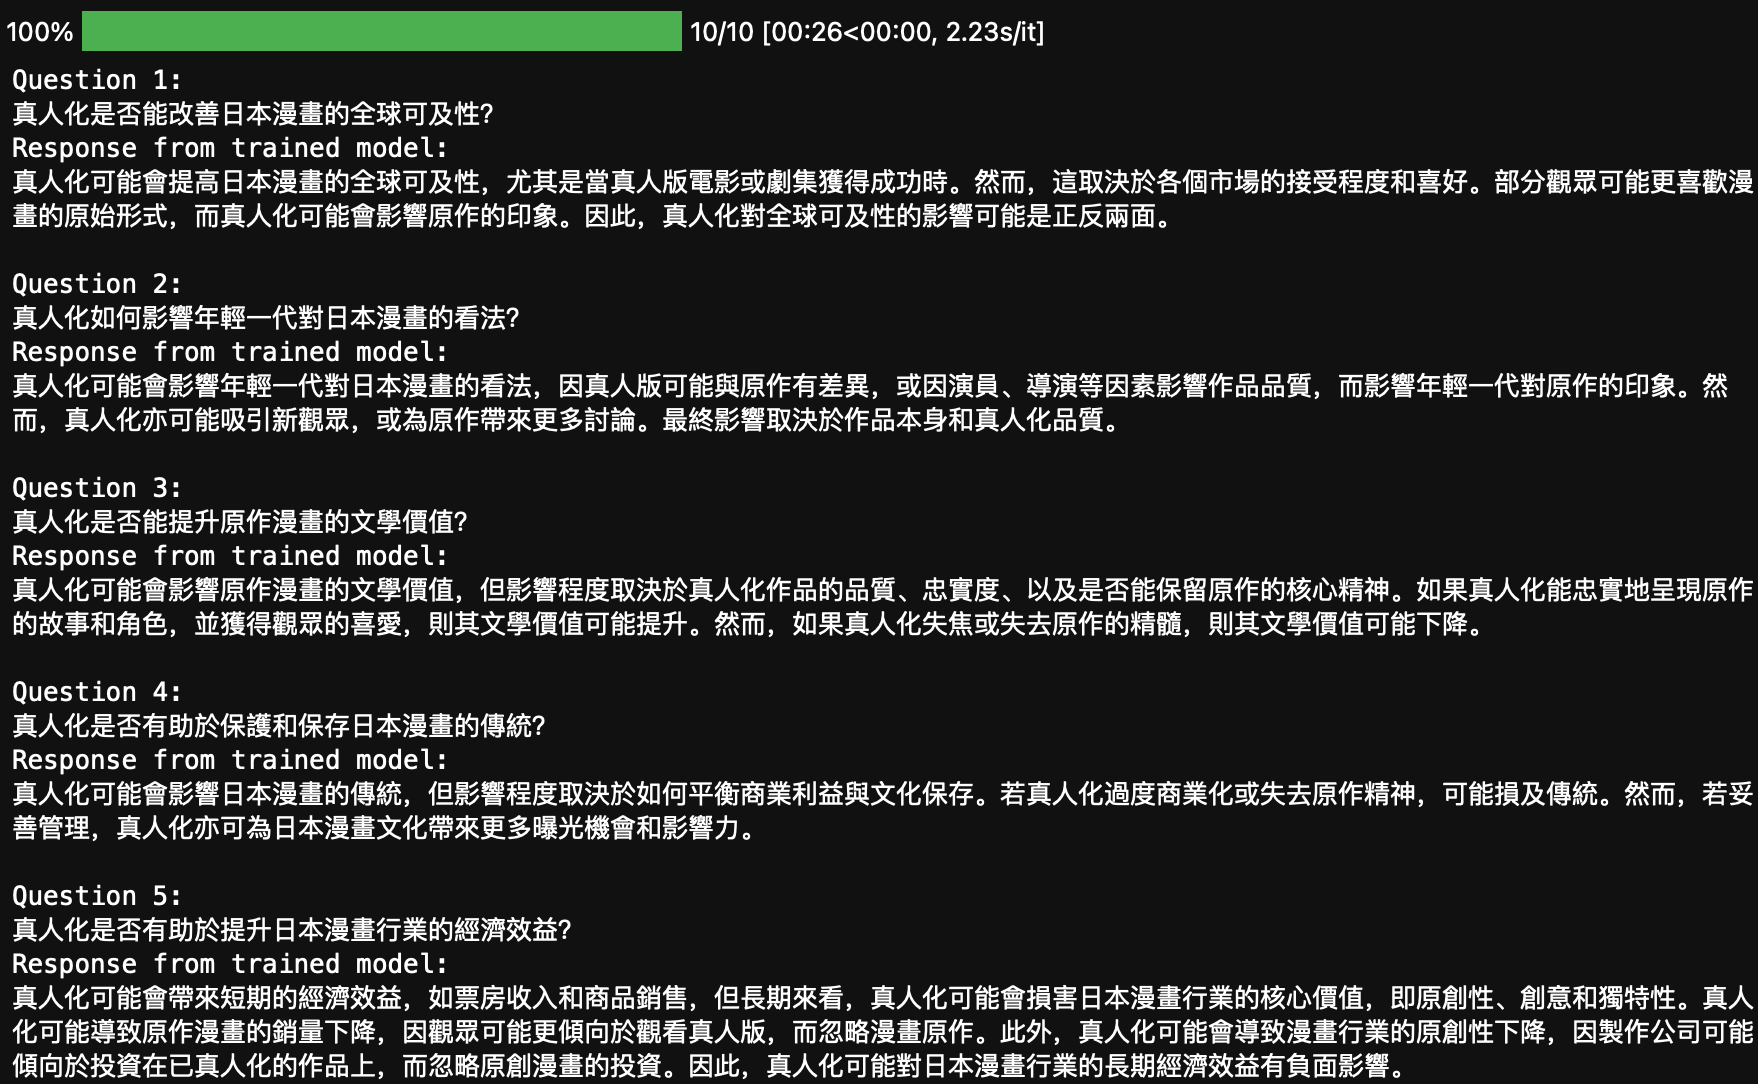 100% 10/10 [00:26<00:00, 2.23s/it]
Question 1:
真人化是否能改善日本漫畫的全球可及性?
Response from trained model:
真人化可能會提高日本漫畫的全球可及性，尤其是當真人版電影或劇集獲得成功時。然而，這取決於各個市場的接受程度和喜好。部分觀眾可能更喜歡漫
畫的原始形式，而真人化可能會影響原作的印象。因此，真人化對全球可及性的影響可能是正反兩面。
Question 2:
真人化如何影響年輕一代對日本漫畫的看法?
Response from trained model:
真人化可能會影響年輕一代對日本漫畫的看法，因真人版可能與原作有差異，或因演員、導演等因素影響作品品質，而影響年輕一代對原作的印象。然
而，真人化亦可能吸引新觀眾，或為原作帶來更多討論。最終影響取決於作品本身和真人化品質。
Question 3:
真人化是否能提升原作漫畫的文學價值?
Response from trained model:
真人化可能會影響原作漫畫的文學價值，但影響程度取決於真人化作品的品質、忠實度、以及是否能保留原作的核心精神。如果真人化能忠實地呈現原作
的故事和角色，並獲得觀眾的喜愛，則其文學價值可能提升。然而，如果真人化失焦或失去原作的精髓，則其文學價值可能下降。
Question 4:
真人化是否有助於保護和保存日本漫畫的傳統?
Response from trained model:
真人化可能會影響日本漫畫的傳統，但影響程度取決於如何平衡商業利益與文化保存。若真人化過度商業化或失去原作精神，可能損及傳統。然而，若妥
善管理，真人化亦可為日本漫畫文化帶來更多曝光機會和影響力。
Question 5:
真人化是否有助於提升日本漫畫行業的經濟效益?
Response from trained model:
真人化可能會帶來短期的經濟效益，如票房收入和商品銷售，但長期來看，真人化可能會損害日本漫畫行業的核心價值，即原創性、創意和獨特性。真人
化可能導致原作漫畫的銷量下降，因觀眾可能更傾向於觀看真人版，而忽略漫畫原作。此外，真人化可能會導致漫畫行業的原創性下降，因製作公司可能
傾向於投資在已真人化的作品上，而忽略原創漫畫的投資。因此，真人化可能對日本漫畫行業的長期經濟效益有負面影響。